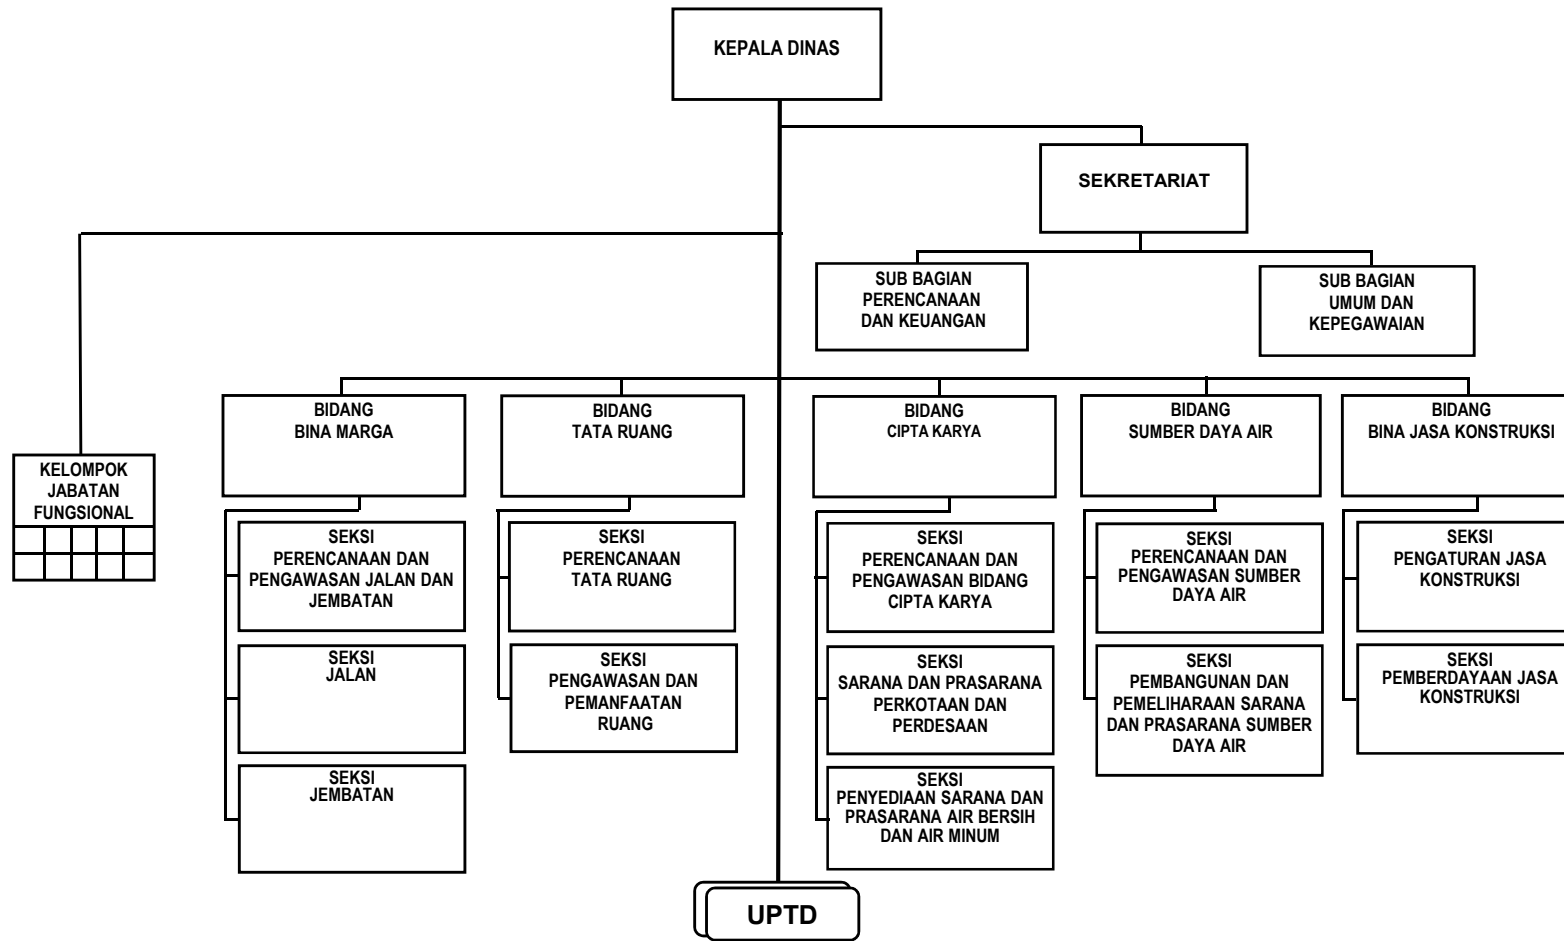 KEPALA DINAS
SEKRETARIAT
SUB BAGIAN
PERENCANAAN
DAN KEUANGAN
SUB BAGIAN
UMUM DAN
KEPEGAWAIAN
KELOMPOK
JABATAN
FUNGSIONAL
BIDANG
BINA MARGA
SEKSI
PERENCANAAN DAN
PENGAWASAN JALAN DAN
JEMBATAN
SEKSI
JALAN
SEKSI
JEMBATAN
BIDANG
TATA RUANG
SEKSI
PERENCANAAN
TATA RUANG
SEKSI
PENGAWASAN DAN
PEMANFAATAN
RUANG
BIDANG
CIPTA KARYA
SEKSI
PERENCANAAN DAN
PENGAWASAN BIDANG
CIPTA KARYA
SEKSI
SARANA DAN PRASARANA
PERKOTAAN DAN
PERDESAAN
SEKSI
PENYEDIAAN SARANA DAN
PRASARANA AIR BERSIH
DAN AIR MINUM
BIDANG
SUMBER DAYA AIR
SEKSI
PERENCANAAN DAN
PENGAWASAN SUMBER
DAYA AIR
SEKSI
PEMBANGUNAN DAN
PEMELIHARAAN SARANA
DAN PRASARANA SUMBER
DAYA AIR
BIDANG
BINA JASA KONSTRUKSI
SEKSI
PENGATURAN JASA
KONSTRUKSI
SEKSI
PEMBERDAYAAN JASA
KONSTRUKSI
UPTD